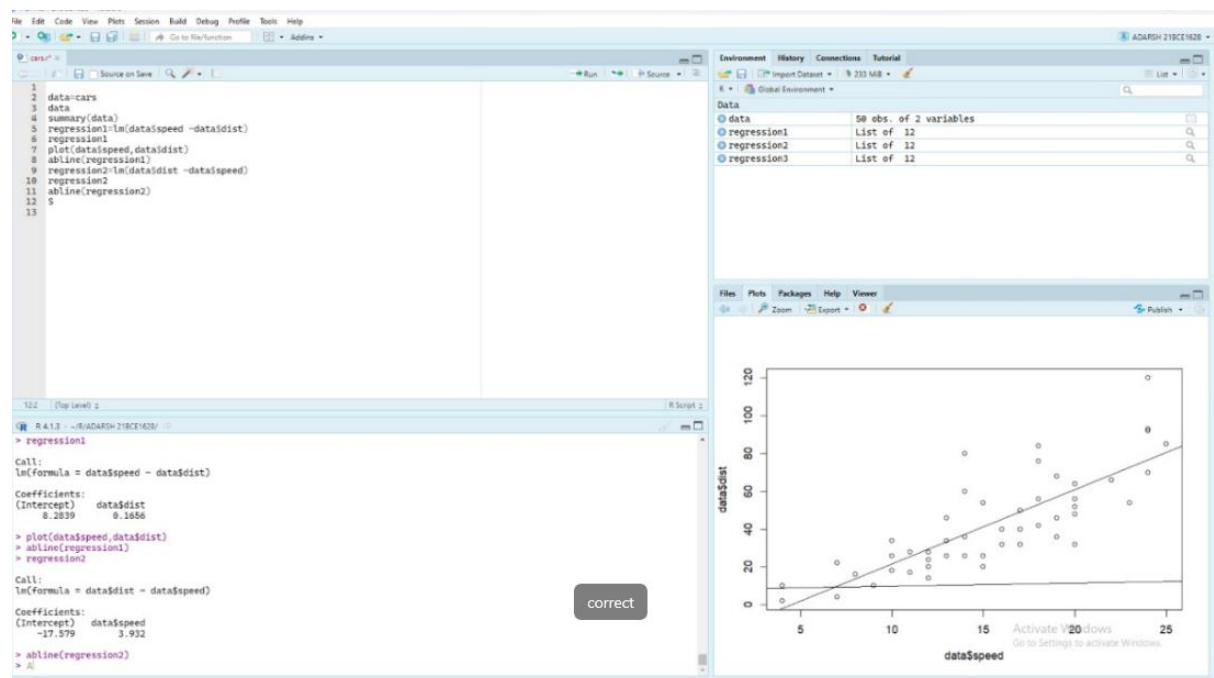 File Edit Code View Plots Session Build Debug Profile Tools Help
Go to file/function Addins
ADARSH 21BCE1628
Source on Save Run Source
1
2 data=cars
3 data
4 summary(data)
5 regression1=lm(data$speed ~data$dist)
6 regression1
7 plot(data$speed,data$dist)
8 abline(regression1)
9 regression2=lm(data$dist ~data$speed)
10 regression2
11 abline(regression2)
12 $
13
12:2 (Top Level) R Script
R 4.1.3 · ~/R/ADARSH 21BCE1628/
> regression1
Call:
lm(formula = data$speed ~ data$dist)
Coefficients:
(Intercept) data$dist
8.2839 0.1656
> plot(data$speed,data$dist)
> abline(regression1)
> regression2
Call:
lm(formula = data$dist ~ data$speed)
Coefficients:
(Intercept) data$speed
-17.579 3.932
> abline(regression2)
> A
correct
Environment History Connections Tutorial
Import Dataset 233 MiB List
R Global Environment
Data
data 50 obs. of 2 variables
regression1 List of 12
regression2 List of 12
regression3 List of 12
Files Plots Packages Help Viewer
Zoom Export Publish
data$dist
120
100
80
60
40
20
0
5 10 15 20 25
data$speed
Activate Windows
Go to Settings to activate Windows.